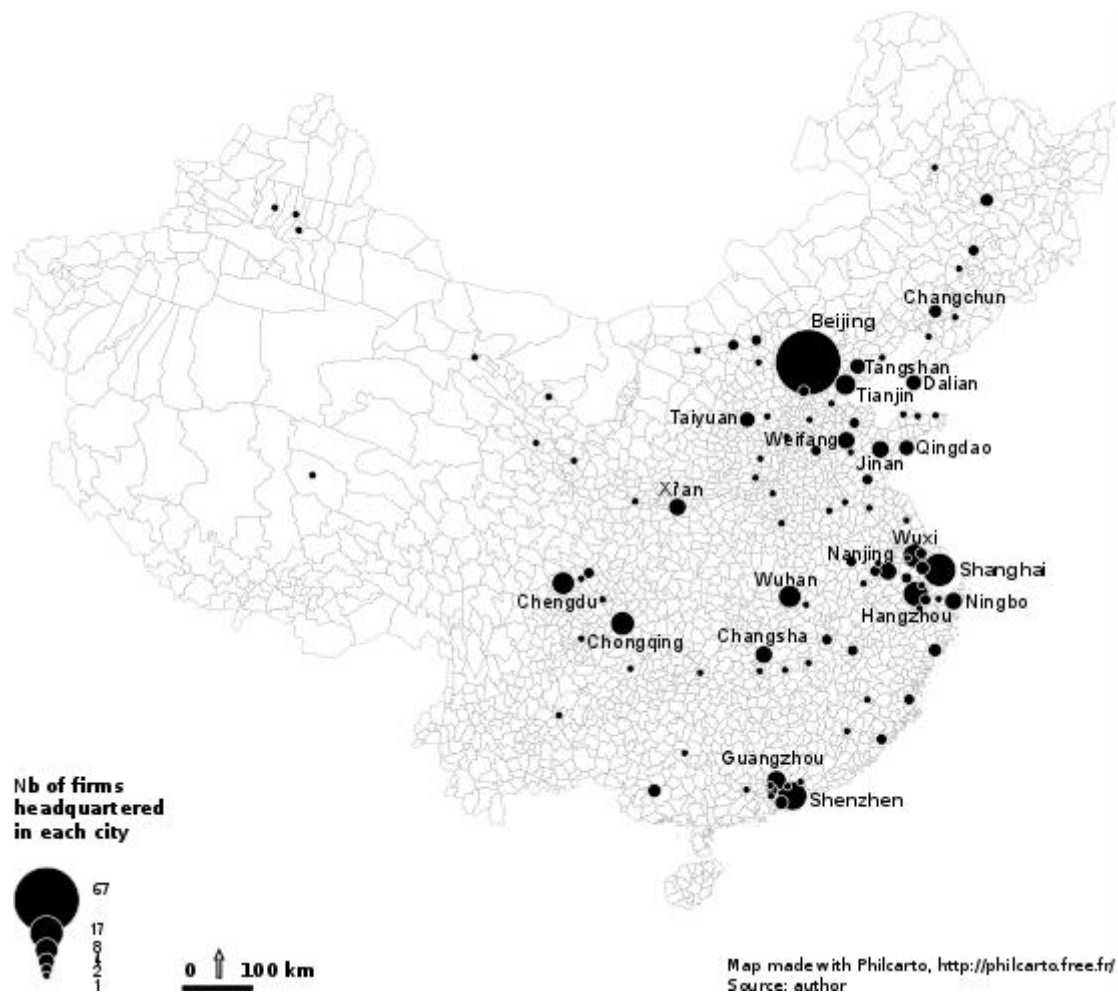 Changchun
Beijing
Tangshan
Dalian
Tianjin
Taiyuan
Weifang
Qingdao
Jinan
X?'an
Wuxi
Nanjing
Shanghai
Wuhan
Chengdu
Ningbo
Hangzhou
Chongqing
Changsha
Guangzhou
Shenzhen
Nb of firms
headquartered
in each city
67
17
8
4
2
1
0 100 km
Map made with Philcarto, http://philcarto.free.fr/
Source: author